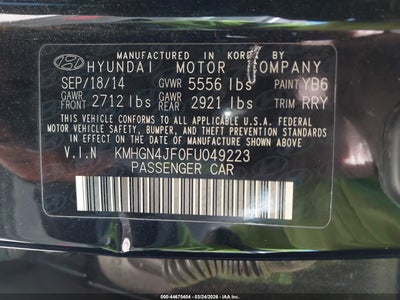 MANUFACTURED IN KOREA BY
HYUNDAI MOTOR COMPANY
SEP/18/14 GVWR 5556 lbs PAINT YB6
GAWR FRONT 2712 lbs GAWR REAR 2921 lbs TRIM RRY
THIS VEHICLE CONFORMS TO ALL APPLICABLE U.S. FEDERAL
MOTOR VEHICLE SAFETY, BUMPER, AND THEFT PREVENTION
STANDARDS IN EFFECT ON THE DATE OF MANUFACTURE SHOWN ABOVE.
V.I.N KMHGN4JF0FU049223
PASSENGER CAR
000-44670454 - 03/24/2026 - IAA.COM